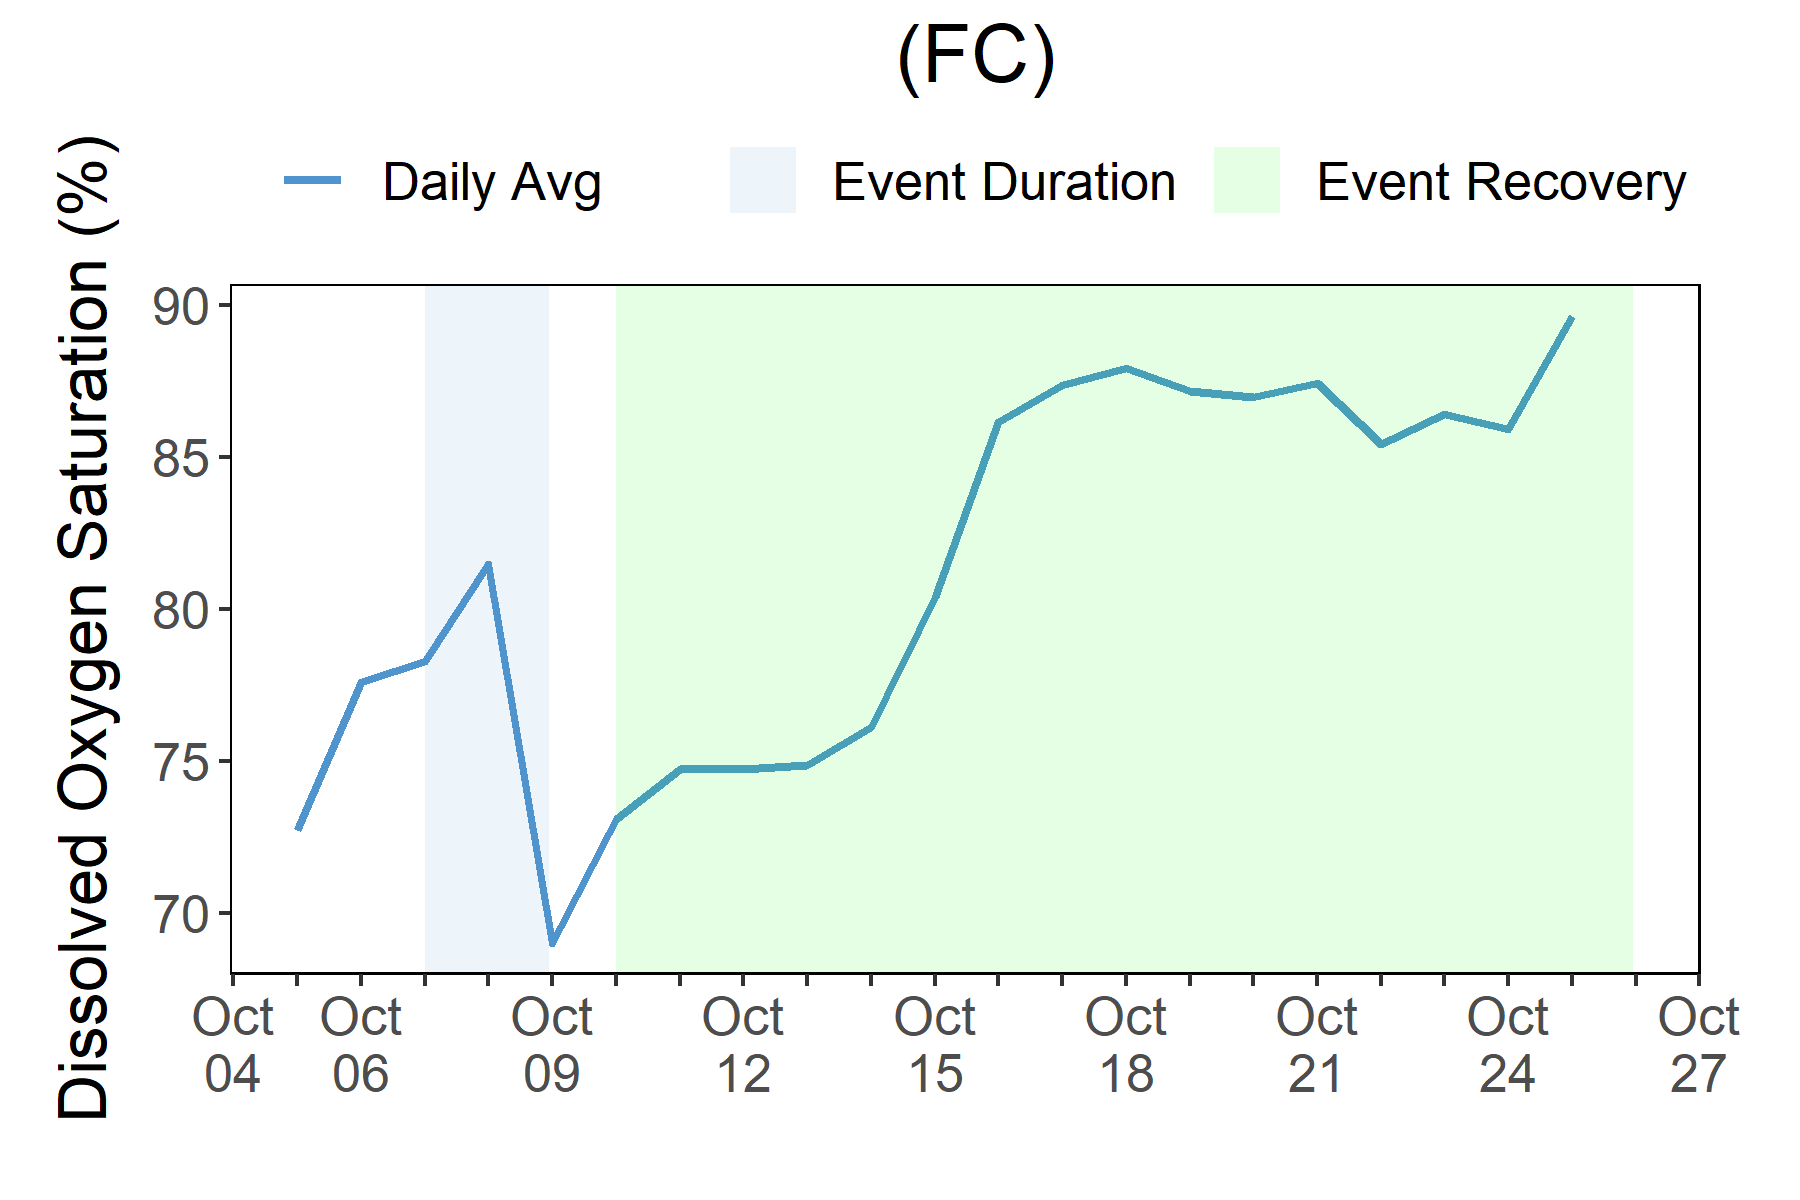 (FC)
Daily Avg
Event Duration
Event Recovery
Dissolved Oxygen Saturation (%)
90
85
80
75
70
Oct 04
Oct 06
Oct 09
Oct 12
Oct 15
Oct 18
Oct 21
Oct 24
Oct 27